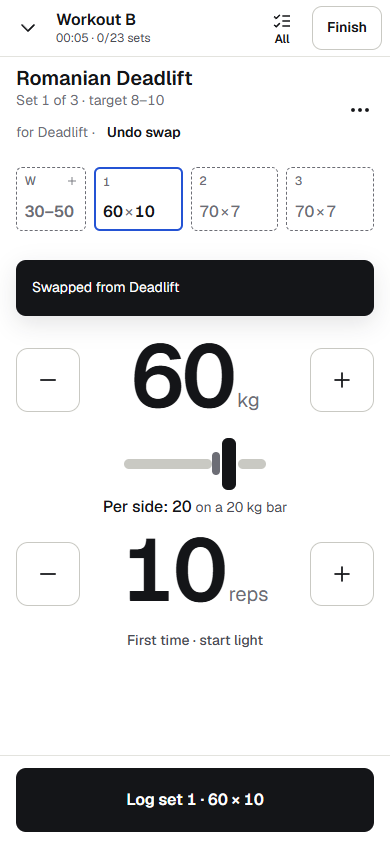 Workout B
00:05 · 0/23 sets
All
Finish
Romanian Deadlift
Set 1 of 3 · target 8–10
for Deadlift · Undo swap
W +
30–50
1
60×10
2
70×7
3
70×7
Swapped from Deadlift
− 60 kg +
Per side: 20 on a 20 kg bar
− 10 reps +
First time · start light
Log set 1 · 60 × 10